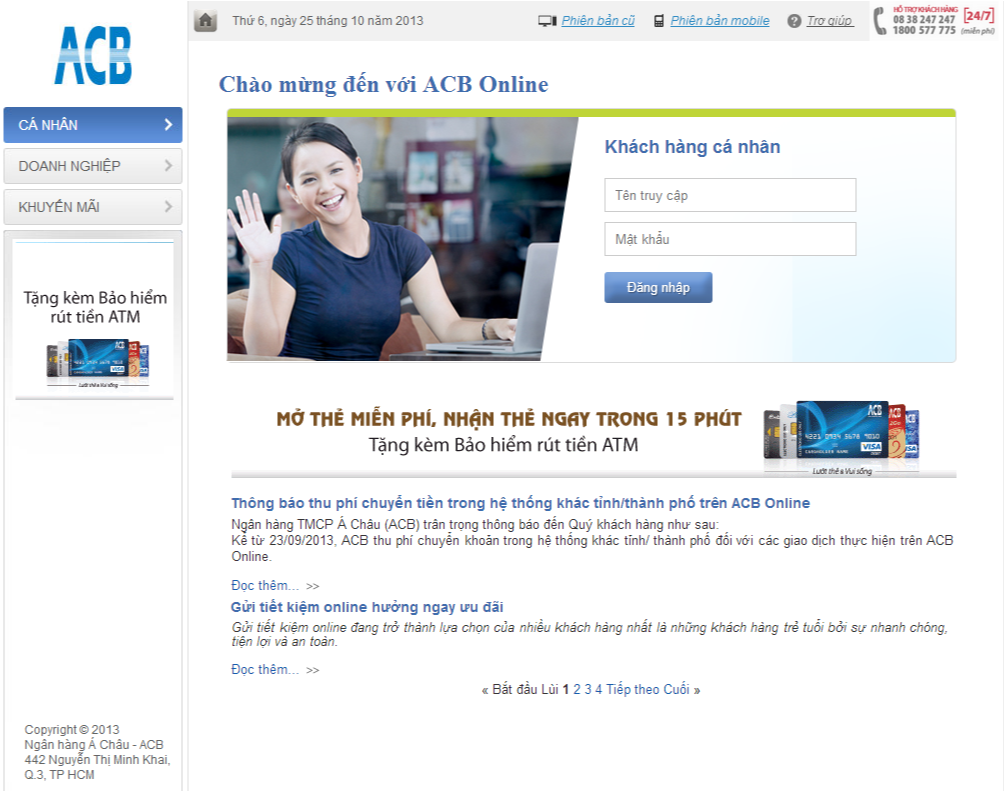 ACB
Thứ 6, ngày 25 tháng 10 năm 2013
Phiên bản cũ
Phiên bản mobile
Trợ giúp
HỖ TRỢ KHÁCH HÀNG
08 38 247 247
1800 577 775
[24/7]
(miễn phí)
CÁ NHÂN
DOANH NGHIỆP
KHUYẾN MÃI
Tặng kèm Bảo hiểm
rút tiền ATM
ACB
VISA
Lướt thẻ & Vui sống
Chào mừng đến với ACB Online
Khách hàng cá nhân
Tên truy cập
Mật khẩu
Đăng nhập
MỞ THẺ MIỄN PHÍ, NHẬN THẺ NGAY TRONG 15 PHÚT
Tặng kèm Bảo hiểm rút tiền ATM
ACB
4221 0934 5678 9010
CARDHOLDER NAME
VISA
Lướt thẻ & Vui sống
Thông báo thu phí chuyển tiền trong hệ thống khác tỉnh/thành phố trên ACB Online
Ngân hàng TMCP Á Châu (ACB) trân trọng thông báo đến Quý khách hàng như sau:
Kể từ 23/09/2013, ACB thu phí chuyển khoản trong hệ thống khác tỉnh/ thành phố đối với các giao dịch thực hiện trên ACB
Online.
Đọc thêm... >>
Gửi tiết kiệm online hưởng ngay ưu đãi
Gửi tiết kiệm online đang trở thành lựa chọn của nhiều khách hàng nhất là những khách hàng trẻ tuổi bởi sự nhanh chóng,
tiện lợi và an toàn.
Đọc thêm... >>
« Bắt đầu Lùi 1 2 3 4 Tiếp theo Cuối »
Copyright © 2013
Ngân hàng Á Châu - ACB
442 Nguyễn Thị Minh Khai,
Q.3, TP HCM